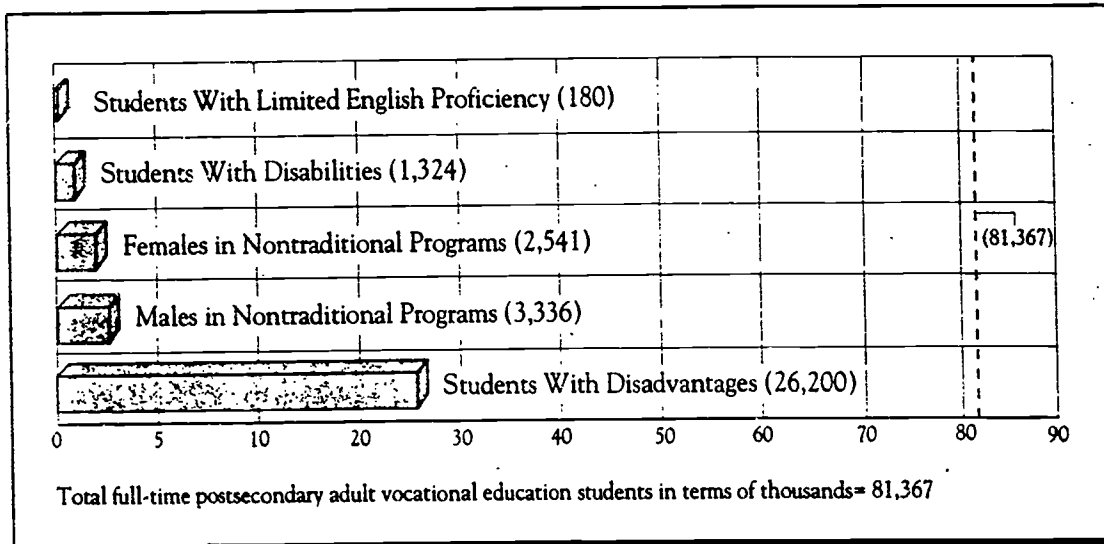 Students With Limited English Proficiency (180)
Students With Disabilities (1,324)
Females in Nontraditional Programs (2,541)
(81,367)
Males in Nontraditional Programs (3,336)
Students With Disadvantages (26,200)
0 5 10 20 30 40 50 60 70 80 90
Total full-time postsecondary adult vocational education students in terms of thousands= 81,367